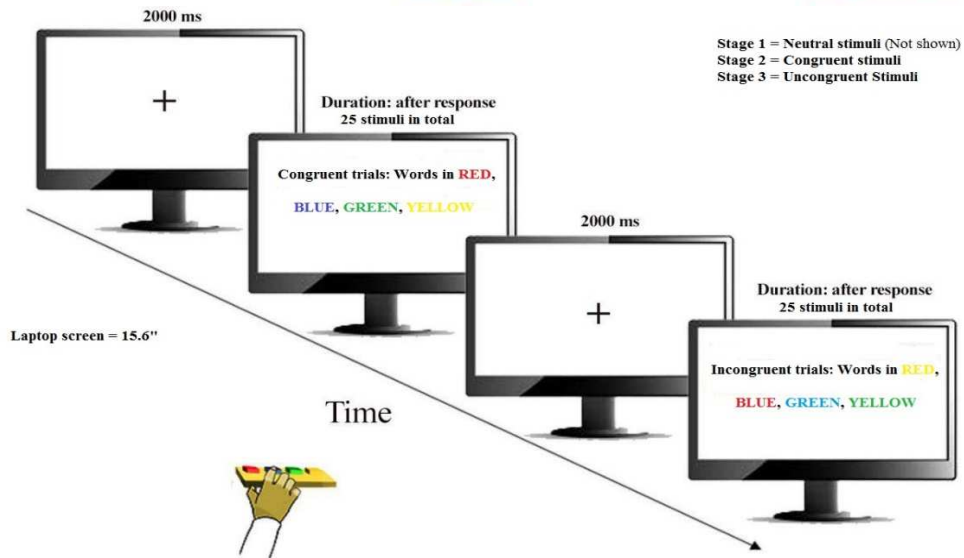 2000 ms
Stage 1 = Neutral stimuli (Not shown)
Stage 2 = Congruent stimuli
Stage 3 = Uncongruent Stimuli
Duration: after response
25 stimuli in total
Congruent trials: Words in RED,
BLUE, GREEN, YELLOW
2000 ms
Duration: after response
25 stimuli in total
Laptop screen = 15.6"
Incongruent trials: Words in RED,
BLUE, GREEN, YELLOW
Time